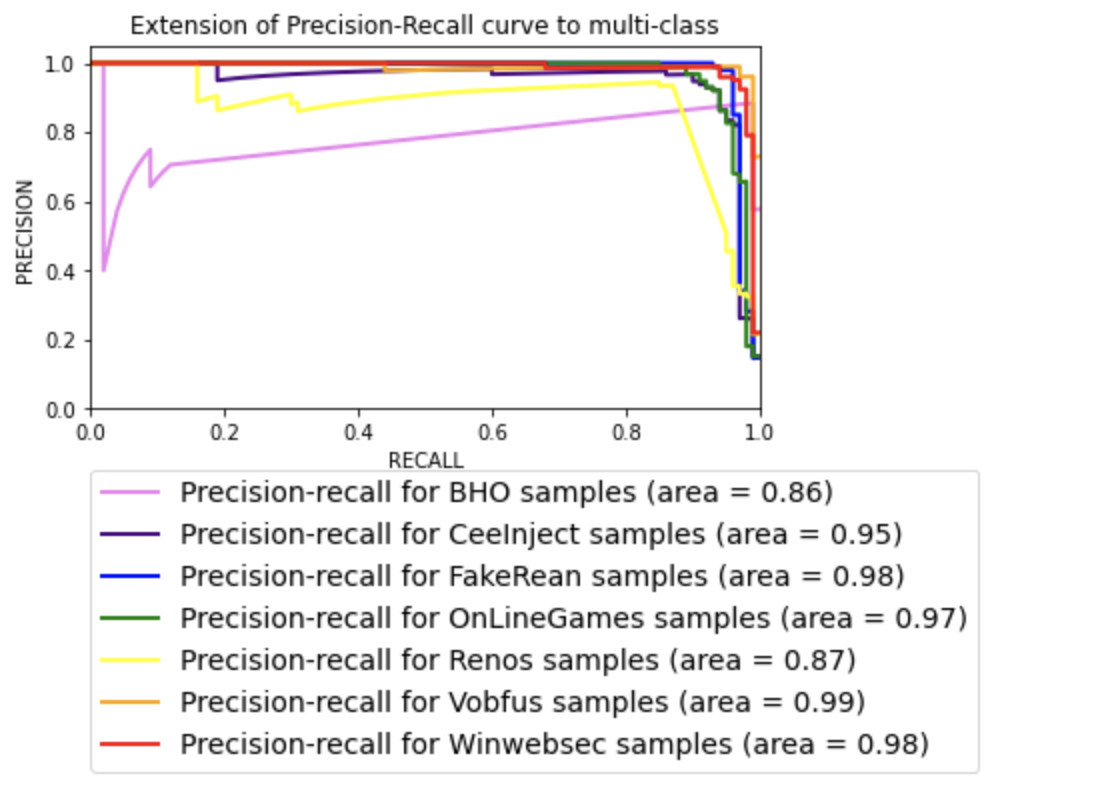 Extension of Precision-Recall curve to multi-class
1.0
0.8
0.6
0.4
0.2
0.0
PRECISION
0.0 0.2 0.4 0.6 0.8 1.0
RECALL
Precision-recall for BHO samples (area = 0.86)
Precision-recall for CeeInject samples (area = 0.95)
Precision-recall for FakeRean samples (area = 0.98)
Precision-recall for OnLineGames samples (area = 0.97)
Precision-recall for Renos samples (area = 0.87)
Precision-recall for Vobfus samples (area = 0.99)
Precision-recall for Winwebsec samples (area = 0.98)